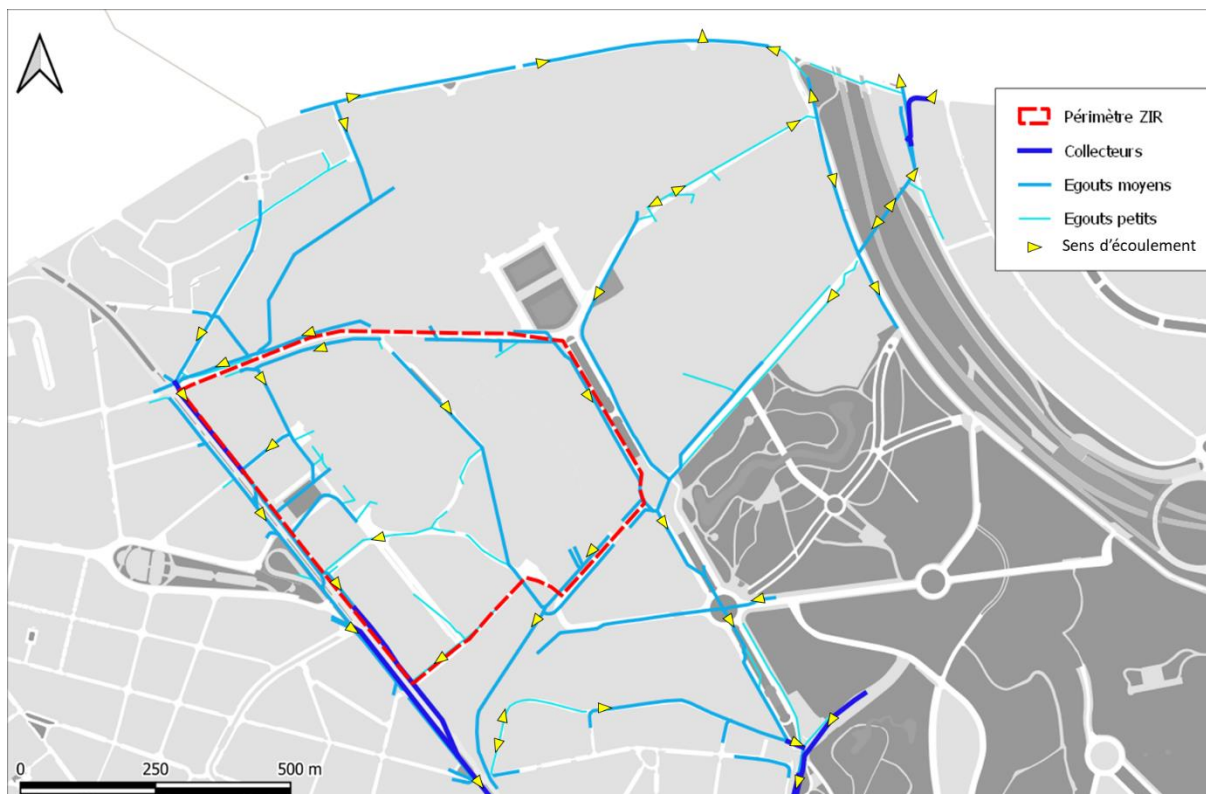 Périmètre ZIR
Collecteurs
Egouts moyens
Egouts petits
Sens d'écoulement
0 250 500 m